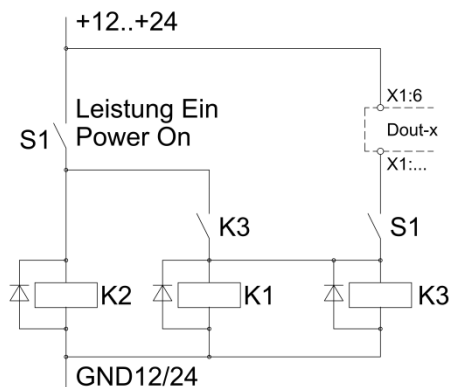 +12..+24
X1:6
Leistung Ein
Dout-x
S1
Power On
X1:...
K3
S1
K2
K1
K3
GND12/24